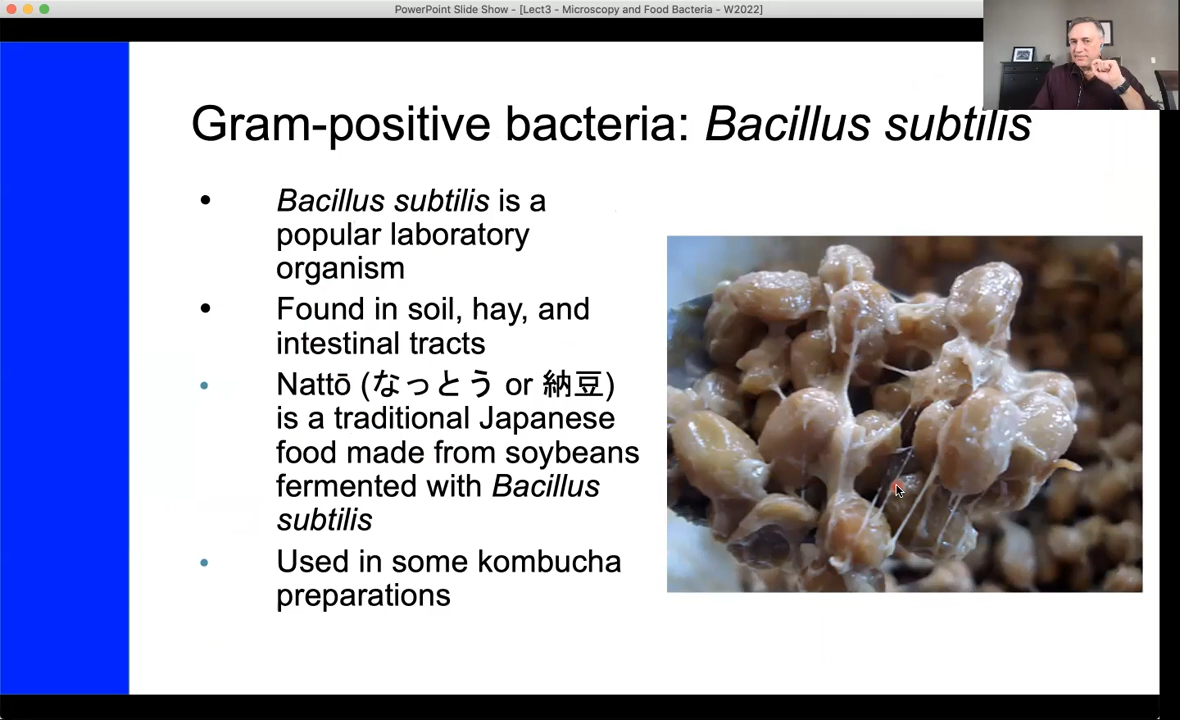 PowerPoint Slide Show - [Lect3 - Microscopy and Food Bacteria - W2022]
Gram-positive bacteria: Bacillus subtilis
• Bacillus subtilis is a
popular laboratory
organism
• Found in soil, hay, and
intestinal tracts
• Nattō (なっとう or 納豆)
is a traditional Japanese
food made from soybeans
fermented with Bacillus
subtilis
• Used in some kombucha
preparations